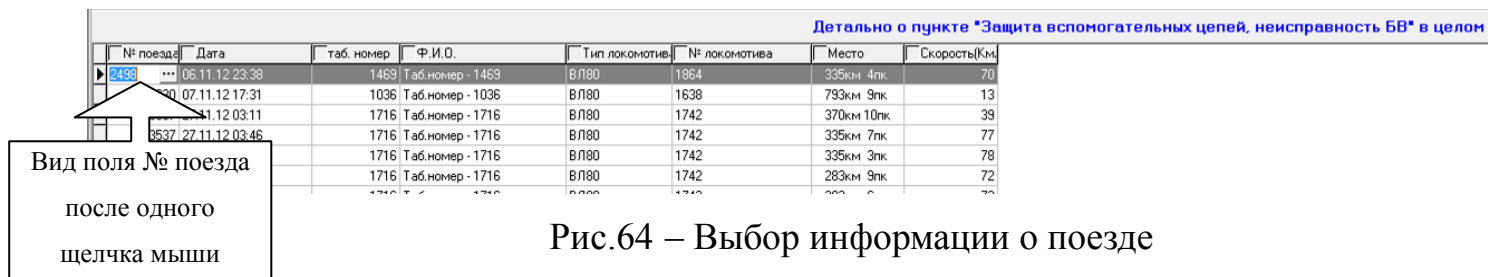 Детально о пункте "Защита вспомогательных цепей, неисправность БВ" в целом
№ поезда Дата таб. номер Ф.И.О. Тип локомотива № локомотива Место Скорость(Км.
2498 ... 06.11.12 23:38 1469 Таб.номер - 1469 ВЛ80 1864 335км 4пк 70
07.11.12 17:31 1036 Таб.номер - 1036 ВЛ80 1638 793км 9пк 13
03:11 1716 Таб.номер - 1716 ВЛ80 1742 370км 10пк 39
3537 27.11.12 03:46 1716 Таб.номер - 1716 ВЛ80 1742 335км 7пк 77
1716 Таб.номер - 1716 ВЛ80 1742 335км 3пк 78
1716 Таб.номер - 1716 ВЛ80 1742 283км 9пк 72
Вид поля № поезда
после одного
щелчка мыши
Рис.64 – Выбор информации о поезде